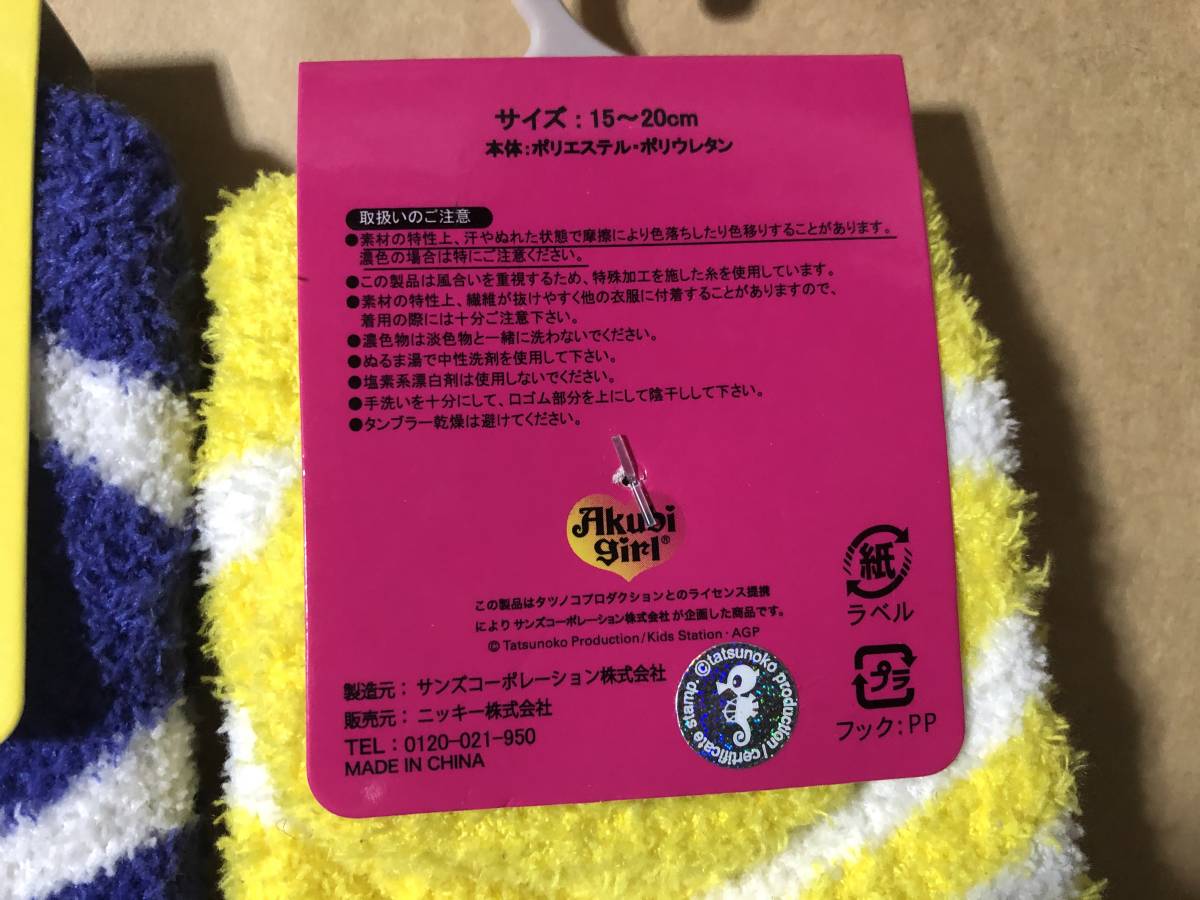 サイズ：15～20cm
本体：ポリエステル・ポリウレタン
取扱いのご注意
●素材の特性上、汗やぬれた状態で摩擦により色落ちしたり色移りすることがあります。
濃色の場合は特にご注意ください。
●この製品は風合いを重視するため、特殊加工を施した糸を使用しています。
●素材の特性上、繊維が抜けやすく他の衣服に付着することがありますので、
着用の際には十分ご注意下さい。
●濃色物は淡色物と一緒に洗わないでください。
●ぬるま湯で中性洗剤を使用して下さい。
●塩素系漂白剤は使用しないでください。
●手洗いを十分にして、口ゴム部分を上にして陰干しして下さい。
●タンブラー乾燥は避けてください。
Akubi
girl®
この製品はタツノコプロダクションとのライセンス提携
によりサンズコーポレーション株式会社が企画した商品です。
© Tatsunoko Production/Kids Station・AGP
製造元：サンズコーポレーション株式会社
販売元：ニッキー株式会社
TEL：0120-021-950
MADE IN CHINA
©tatsunoko production/certificate stamp.
紙
ラベル
プラ
フック：PP